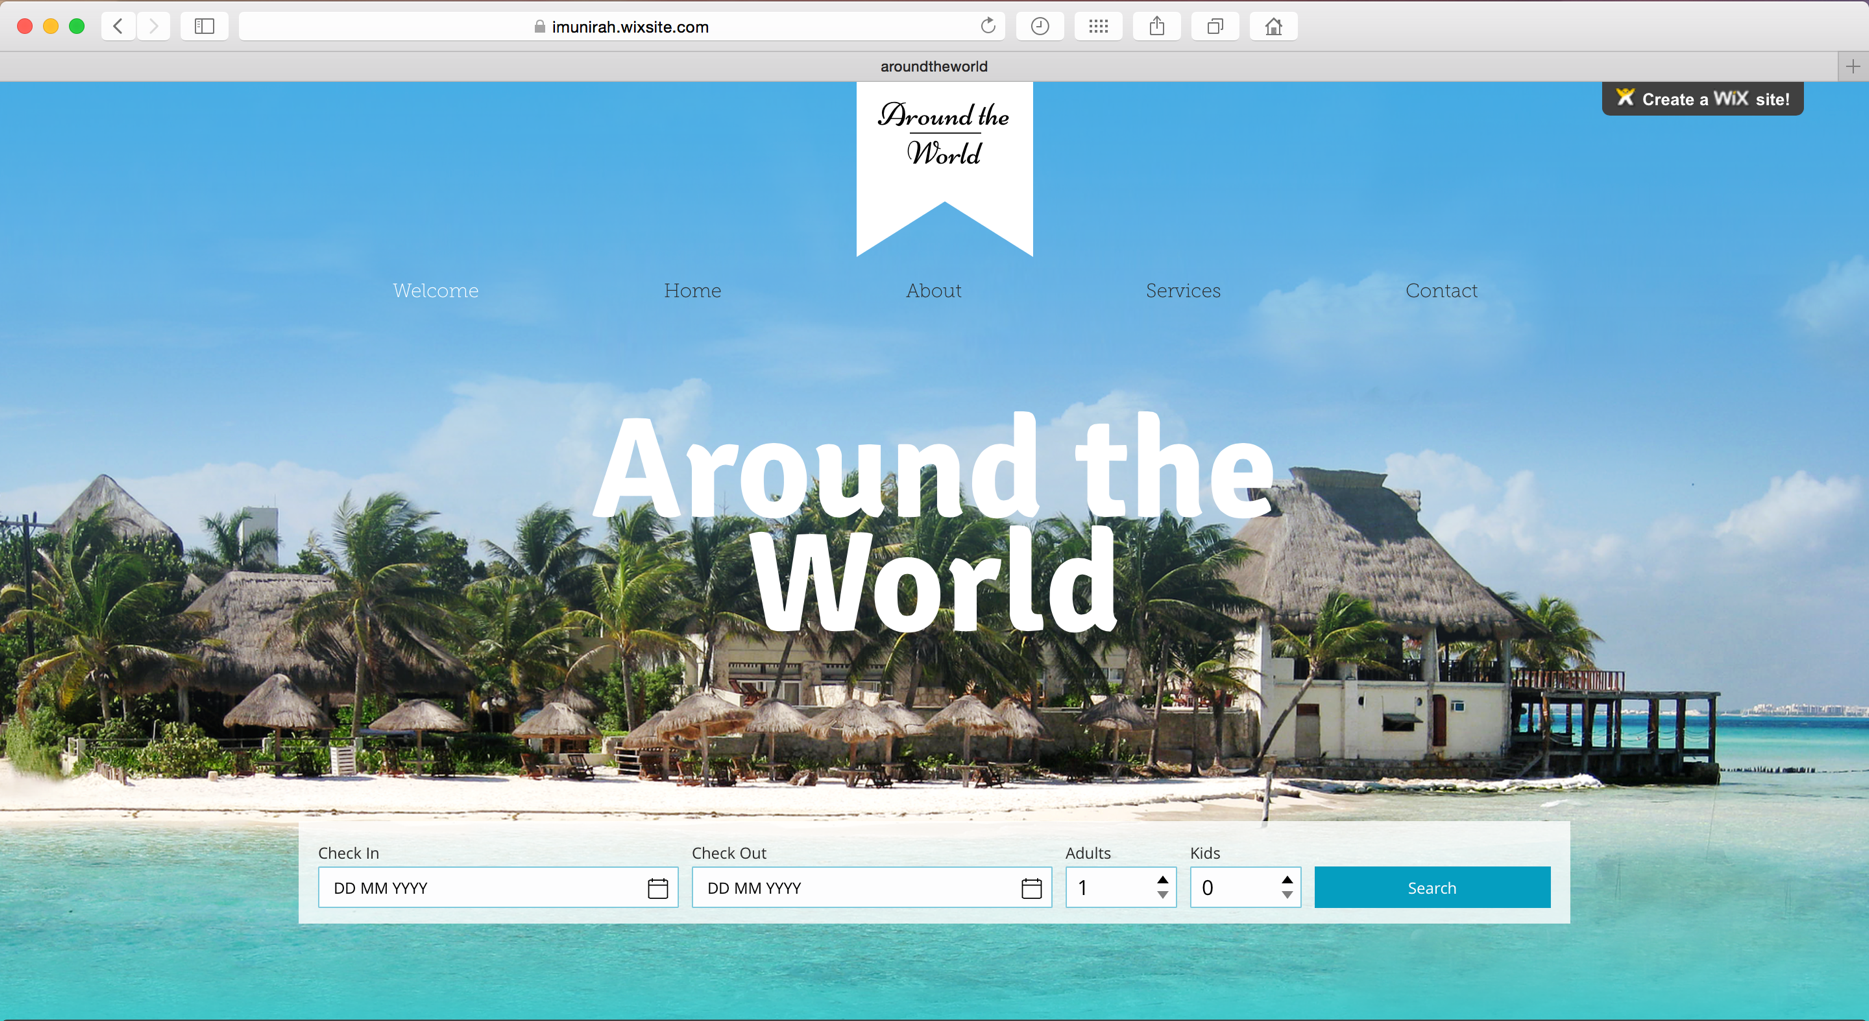 imunirah.wixsite.com
aroundtheworld
Create a WiX site!
Around the
World
Welcome
Home
About
Services
Contact
Around the
World
Check In
Check Out
Adults
Kids
DD MM YYYY
DD MM YYYY
1
0
Search